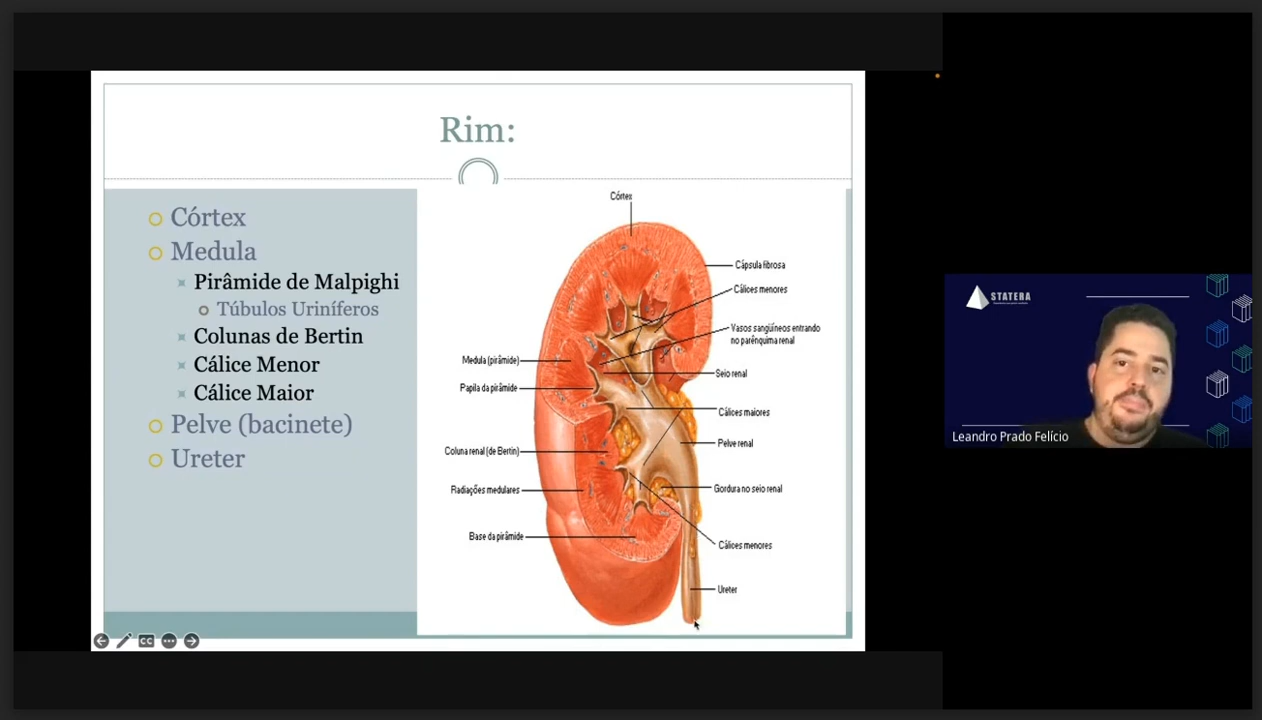 Rim:
Córtex
Medula
Pirâmide de Malpighi
Túbulos Uriníferos
Colunas de Bertin
Cálice Menor
Cálice Maior
Pelve (bacinete)
Ureter
Córtex
Cápsula fibrosa
Cálices menores
Vasos sangüíneos entrando
no parênquima renal
Medula (pirâmide)
Seio renal
Papila da pirâmide
Cálices maiores
Pelve renal
Coluna renal (de Bertin)
Radiações medulares
Gordura no seio renal
Base da pirâmide
Cálices menores
Ureter
CC
STATERA
Leandro Prado Felício